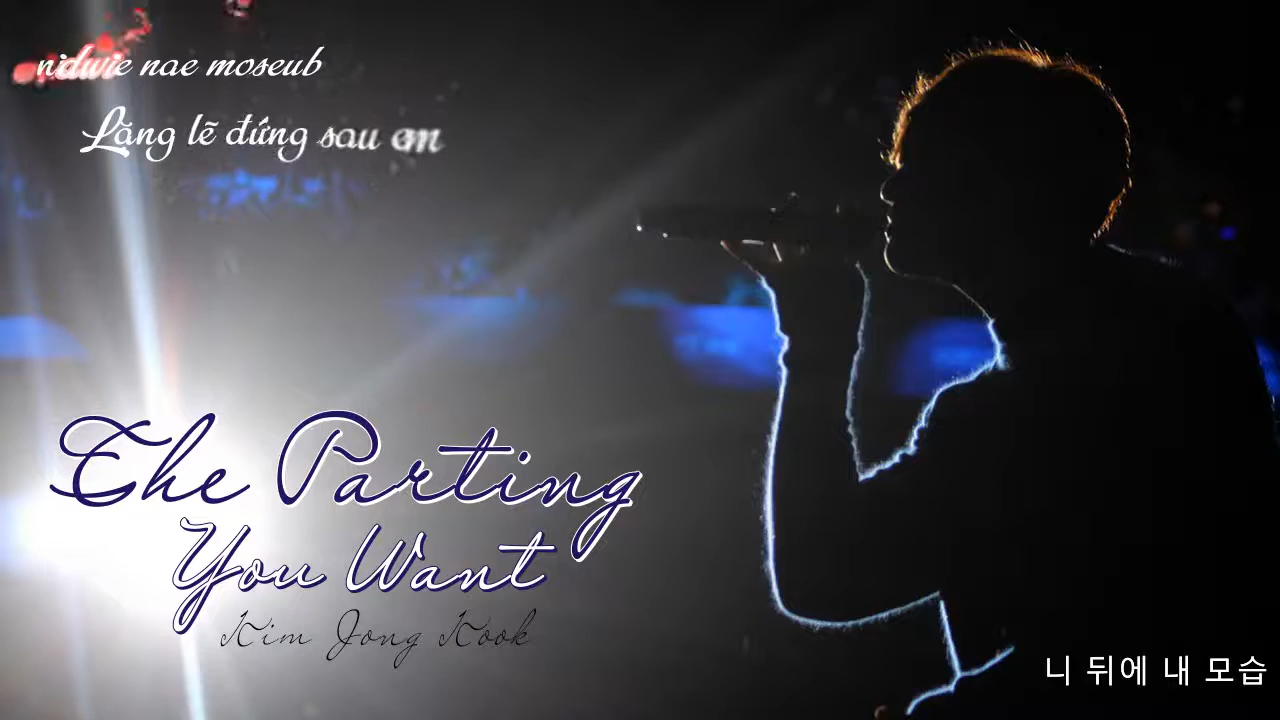 nidwie nae moseub
Lặng lẽ đứng sau em
The Parting
You Want
Kim Jong Kook
니 뒤에 내 모습